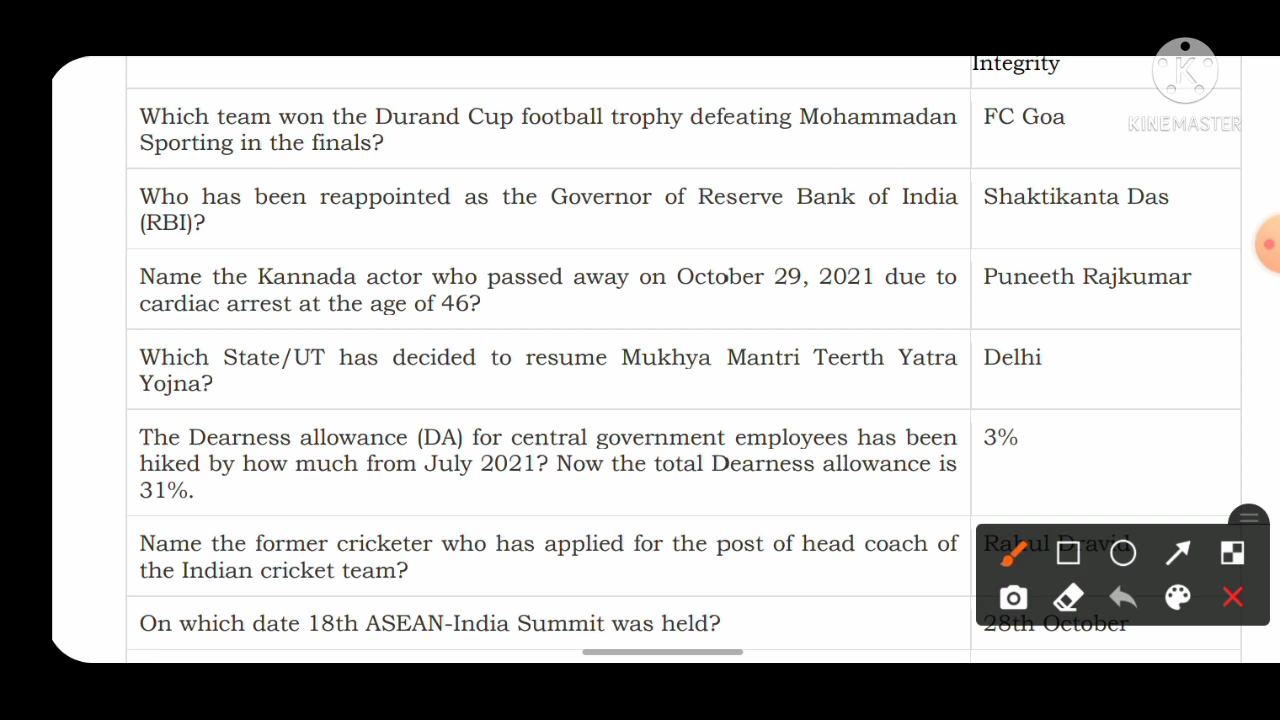 Integrity
KINEMASTER
Which team won the Durand Cup football trophy defeating Mohammadan
Sporting in the finals?
FC Goa
Who has been reappointed as the Governor of Reserve Bank of India
(RBI)?
Shaktikanta Das
Name the Kannada actor who passed away on October 29, 2021 due to
cardiac arrest at the age of 46?
Puneeth Rajkumar
Which State/UT has decided to resume Mukhya Mantri Teerth Yatra
Yojna?
Delhi
The Dearness allowance (DA) for central government employees has been
hiked by how much from July 2021? Now the total Dearness allowance is
31%.
3%
Name the former cricketer who has applied for the post of head coach of
the Indian cricket team?
Rahul Dravid
On which date 18th ASEAN-India Summit was held?
28th October